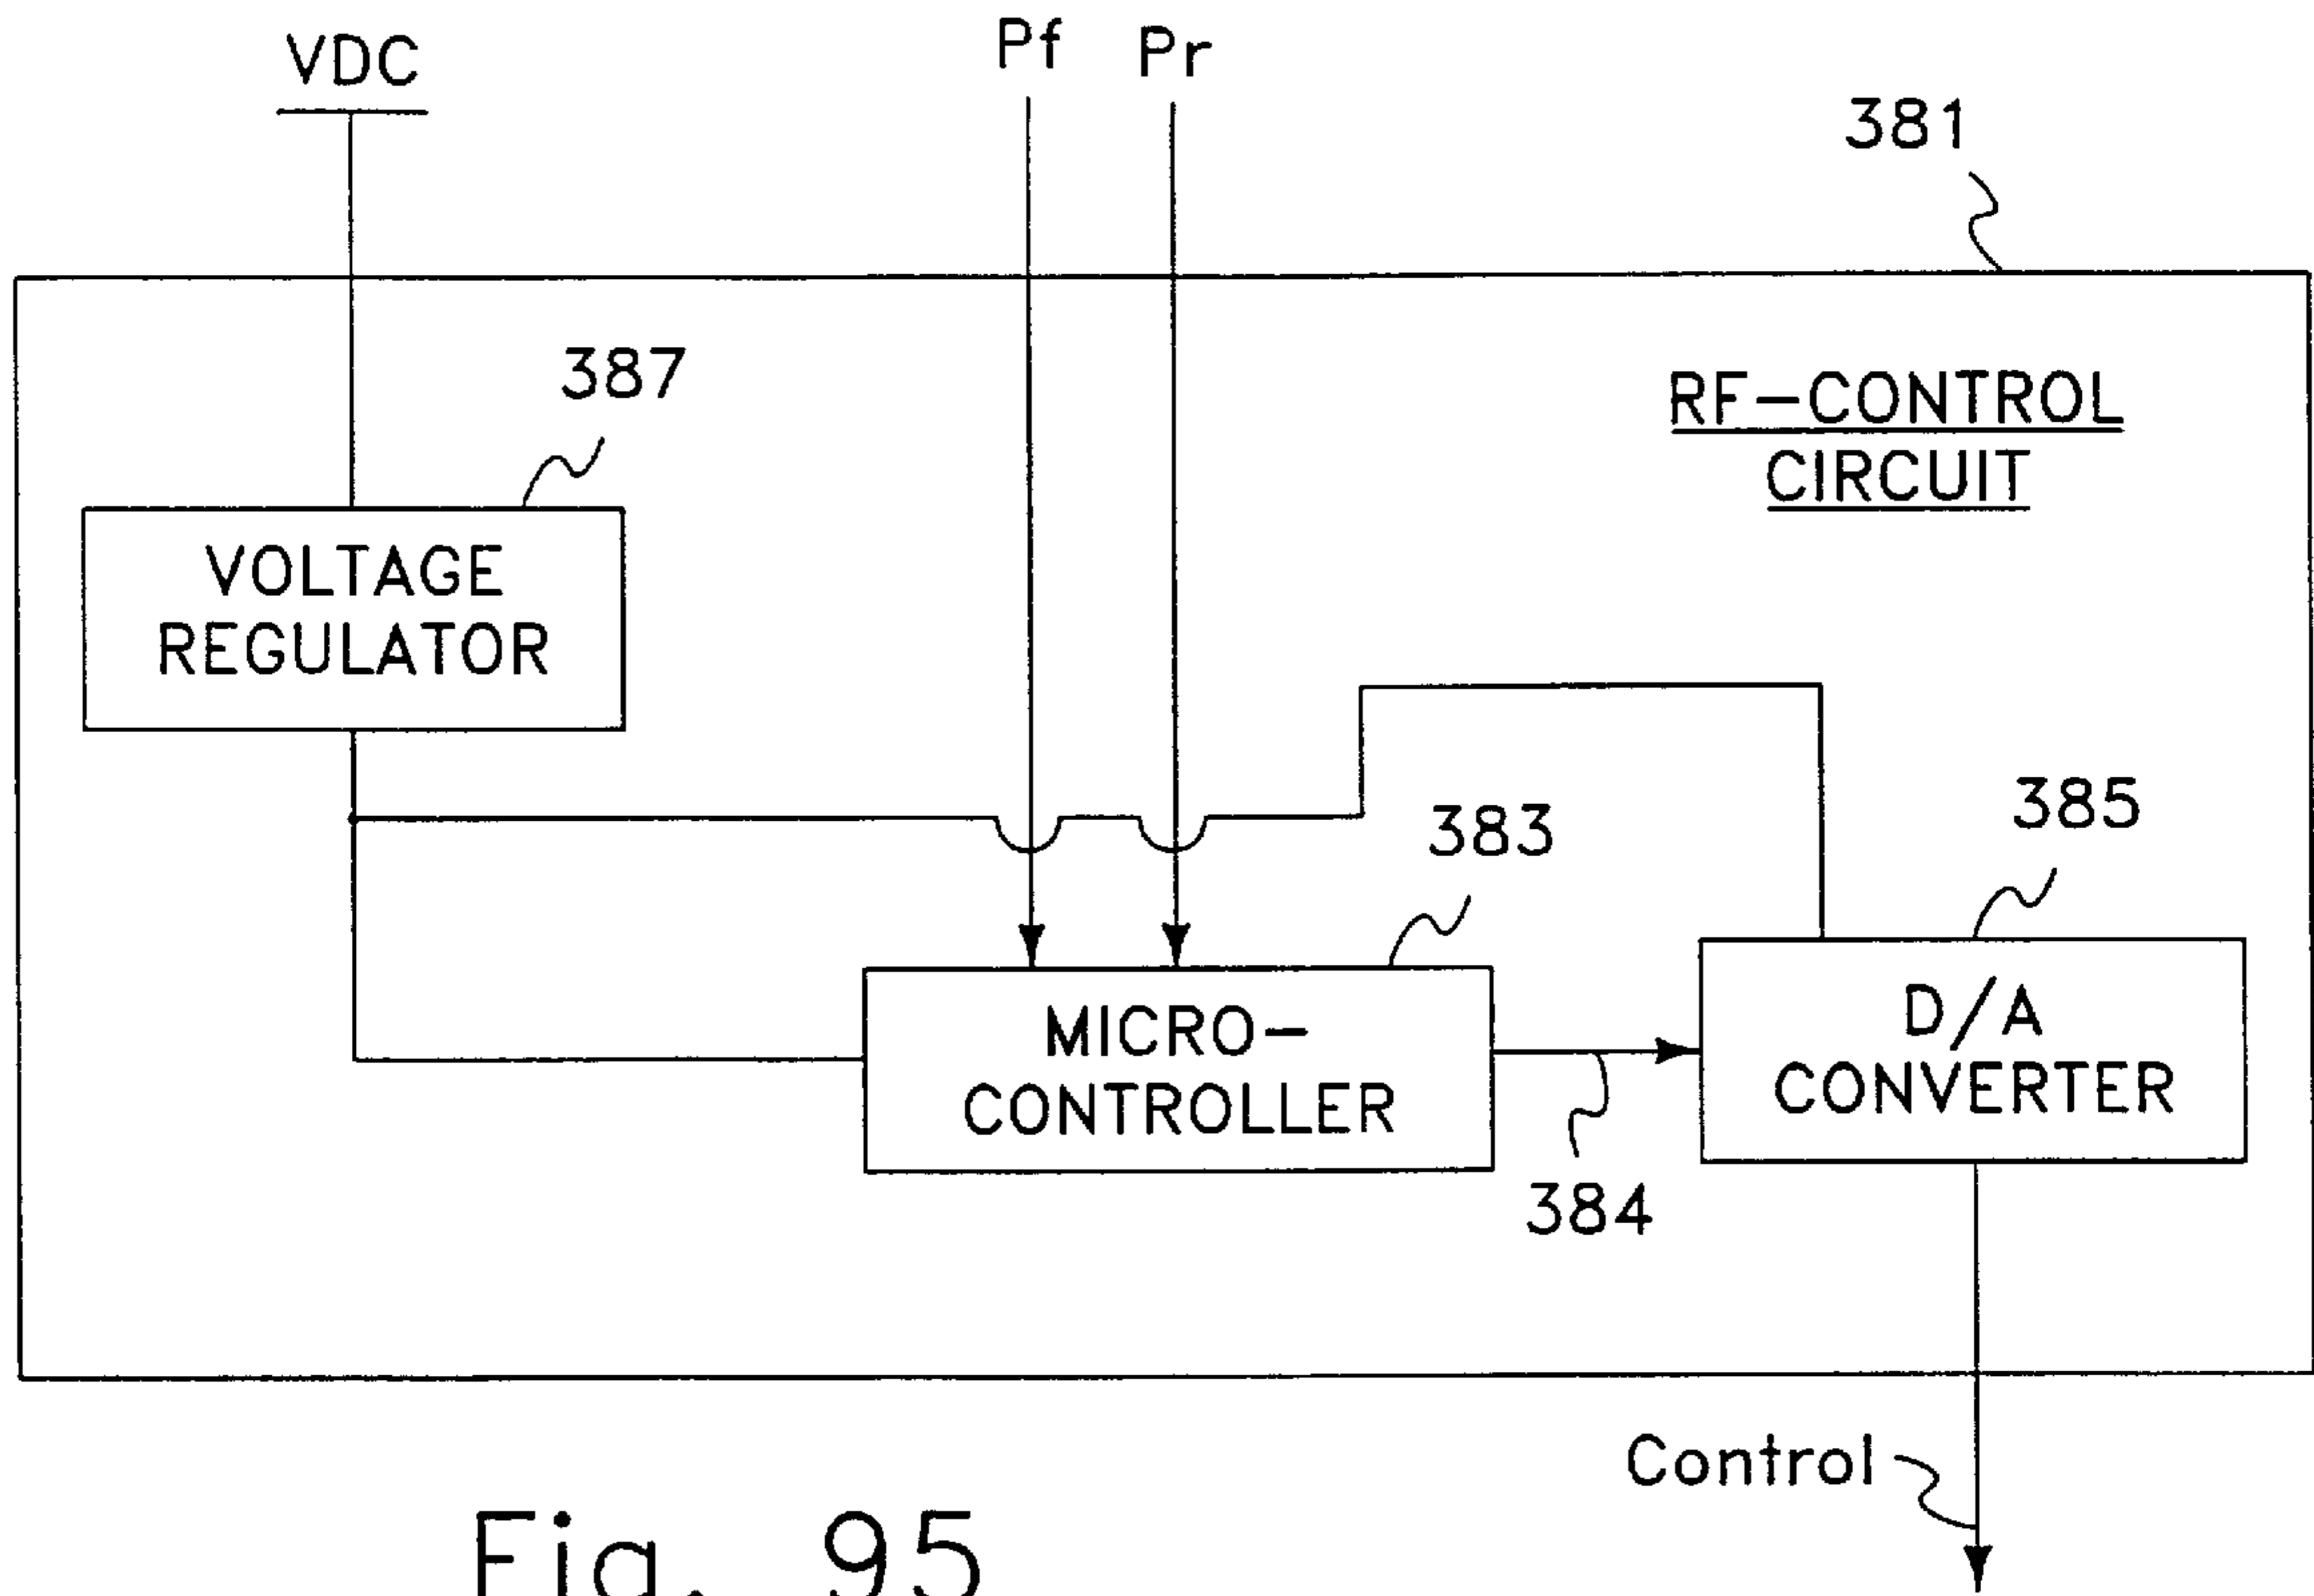 VDC
Pf
Pr
381
387
RF-CONTROL
CIRCUIT
VOLTAGE
REGULATOR
383
385
MICRO-
CONTROLLER
D/A
CONVERTER
384
Control
Fig. 95